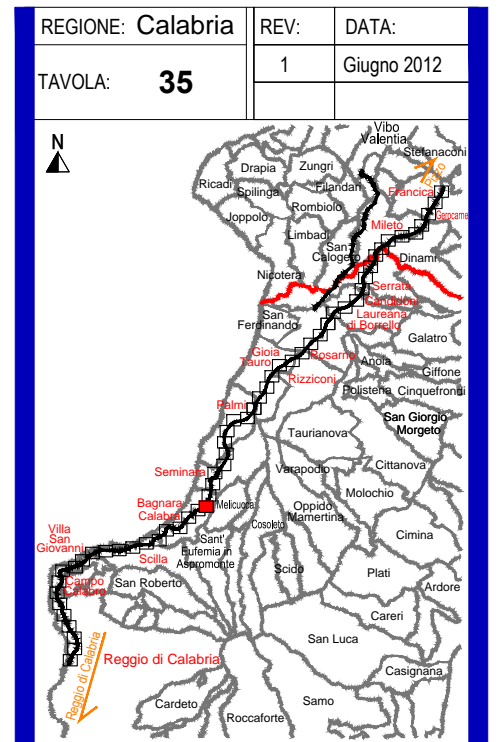 REGIONE: Calabria
REV:
DATA:
TAVOLA: 35
1
Giugno 2012
N
Vibo
Valentia
Stefanaconi
Pizzo
Drapia
Zungri
Ricadi
Spilinga
Filandari
Francica
Rombiolo
Joppolo
Gerocarne
Mileto
Limbadi
San
Calogero
Dinami
Nicotera
Serrata
Candidoni
San
Ferdinando
Laureana
di Borrello
Galatro
Gioia
Tauro
Rosarno
Anoia
Giffone
Rizziconi
Polistena
Cinquefrondi
Palmi
San Giorgio
Morgeto
Taurianova
Seminara
Varapodio
Cittanova
Molochio
Bagnara
Calabra
Melicucca
Oppido
Mamertina
Cosoleto
Villa
San
Giovanni
Sant'
Eufemia in
Aspromonte
Cimina
Scilla
Scido
Plati
Campo
Calabro
San Roberto
Ardore
Careri
San Luca
Reggio di Calabria
Reggio di Calabria
Casignana
Cardeto
Samo
Roccaforte